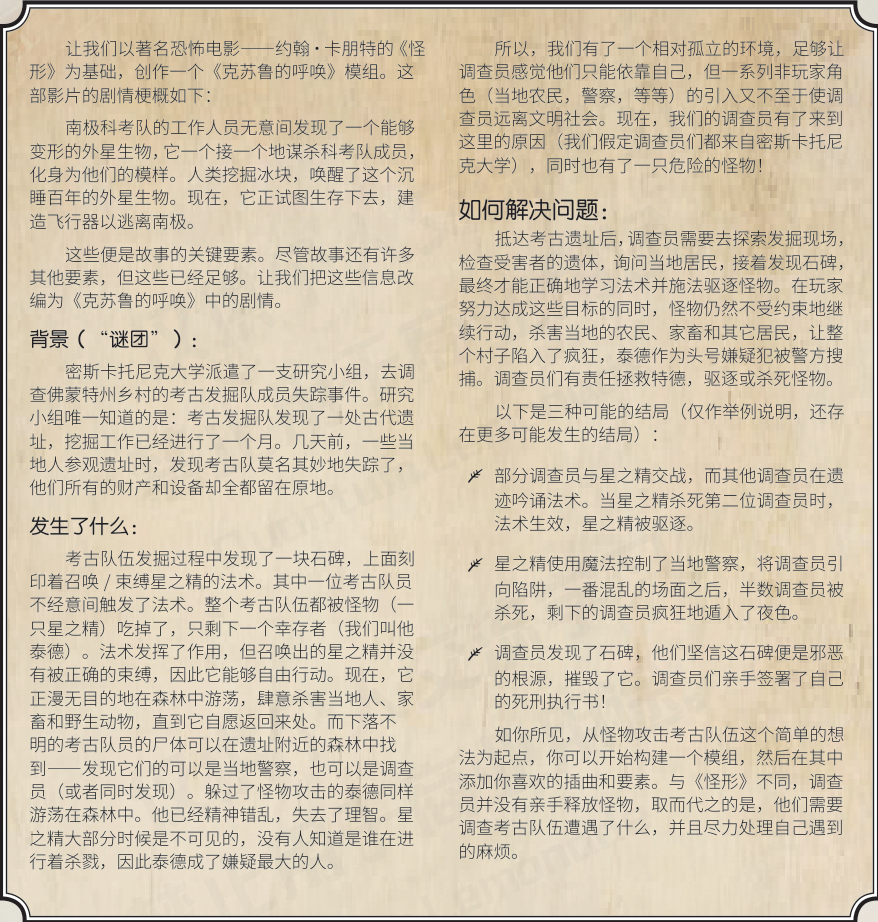 让我们以著名恐怖电影——约翰·卡朋特的《怪
形》为基础，创作一个《克苏鲁的呼唤》模组。这
部影片的剧情梗概如下：
南极科考队的工作人员无意间发现了一个能够
变形的外星生物，它一个接一个地谋杀科考队成员，
化身为他们的模样。人类挖掘冰块，唤醒了这个沉
睡百年的外星生物。现在，它正试图生存下去，建
造飞行器以逃离南极。
这些便是故事的关键要素。尽管故事还有许多
其他要素，但这些已经足够。让我们把这些信息改
编为《克苏鲁的呼唤》中的剧情。
背景（“谜团”）：
密斯卡托尼克大学派遣了一支研究小组，去调
查佛蒙特州乡村的考古发掘队成员失踪事件。研究
小组唯一知道的是：考古发掘队发现了一处古代遗
址，挖掘工作已经进行了一个月。几天前，一些当
地人参观遗址时，发现考古队莫名其妙地失踪了，
他们所有的财产和设备却全都留在原地。
发生了什么：
考古队伍发掘过程中发现了一块石碑，上面刻
印着召唤 / 束缚星之精的法术。其中一位考古队员
不经意间触发了法术。整个考古队伍都被怪物（一
只星之精）吃掉了，只剩下一个幸存者（我们叫他
泰德）。法术发挥了作用，但召唤出的星之精并没
有被正确的束缚，因此它能够自由行动。现在，它
正漫无目的地在森林中游荡，肆意杀害当地人、家
畜和野生动物，直到它自愿返回来处。而下落不
明的考古队员的尸体可以在遗址附近的森林中找
到——发现它们的可以是当地警察，也可以是调查
员（或者同时发现）。躲过了怪物攻击的泰德同样
游荡在森林中。他已经精神错乱，失去了理智。星
之精大部分时候是不可见的，没有人知道是谁在进
行着杀戮，因此泰德成了嫌疑最大的人。
所以，我们有了一个相对孤立的环境，足够让
调查员感觉他们只能依靠自己，但一系列非玩家角
色（当地农民，警察，等等）的引入又不至于使调
查员远离文明社会。现在，我们的调查员有了来到
这里的原因（我们假定调查员们都来自密斯卡托尼
克大学），同时也有了一只危险的怪物！
如何解决问题：
抵达考古遗址后，调查员需要去探索发掘现场，
检查受害者的遗体，询问当地居民，接着发现石碑，
最终才能正确地学习法术并施法驱逐怪物。在玩家
努力达成这些目标的同时，怪物仍然不受约束地继
续行动，杀害当地的农民、家畜和其它居民，让整
个村子陷入了疯狂，泰德作为头号嫌疑犯被警方搜
捕。调查员们有责任拯救特德，驱逐或杀死怪物。
以下是三种可能的结局（仅作举例说明，还存
在更多可能发生的结局）：
部分调查员与星之精交战，而其他调查员在遗
迹吟诵法术。当星之精杀死第二位调查员时，
法术生效，星之精被驱逐。
星之精使用魔法控制了当地警察，将调查员引
向陷阱，一番混乱的场面之后，半数调查员被
杀死，剩下的调查员疯狂地遁入了夜色。
调查员发现了石碑，他们坚信这石碑便是邪恶
的根源，摧毁了它。调查员们亲手签署了自己
的死刑执行书！
如你所见，从怪物攻击考古队伍这个简单的想
法为起点，你可以开始构建一个模组，然后在其中
添加你喜欢的插曲和要素。与《怪形》不同，调查
员并没有亲手释放怪物，取而代之的是，他们需要
调查考古队伍遭遇了什么，并且尽力处理自己遇到
的麻烦。